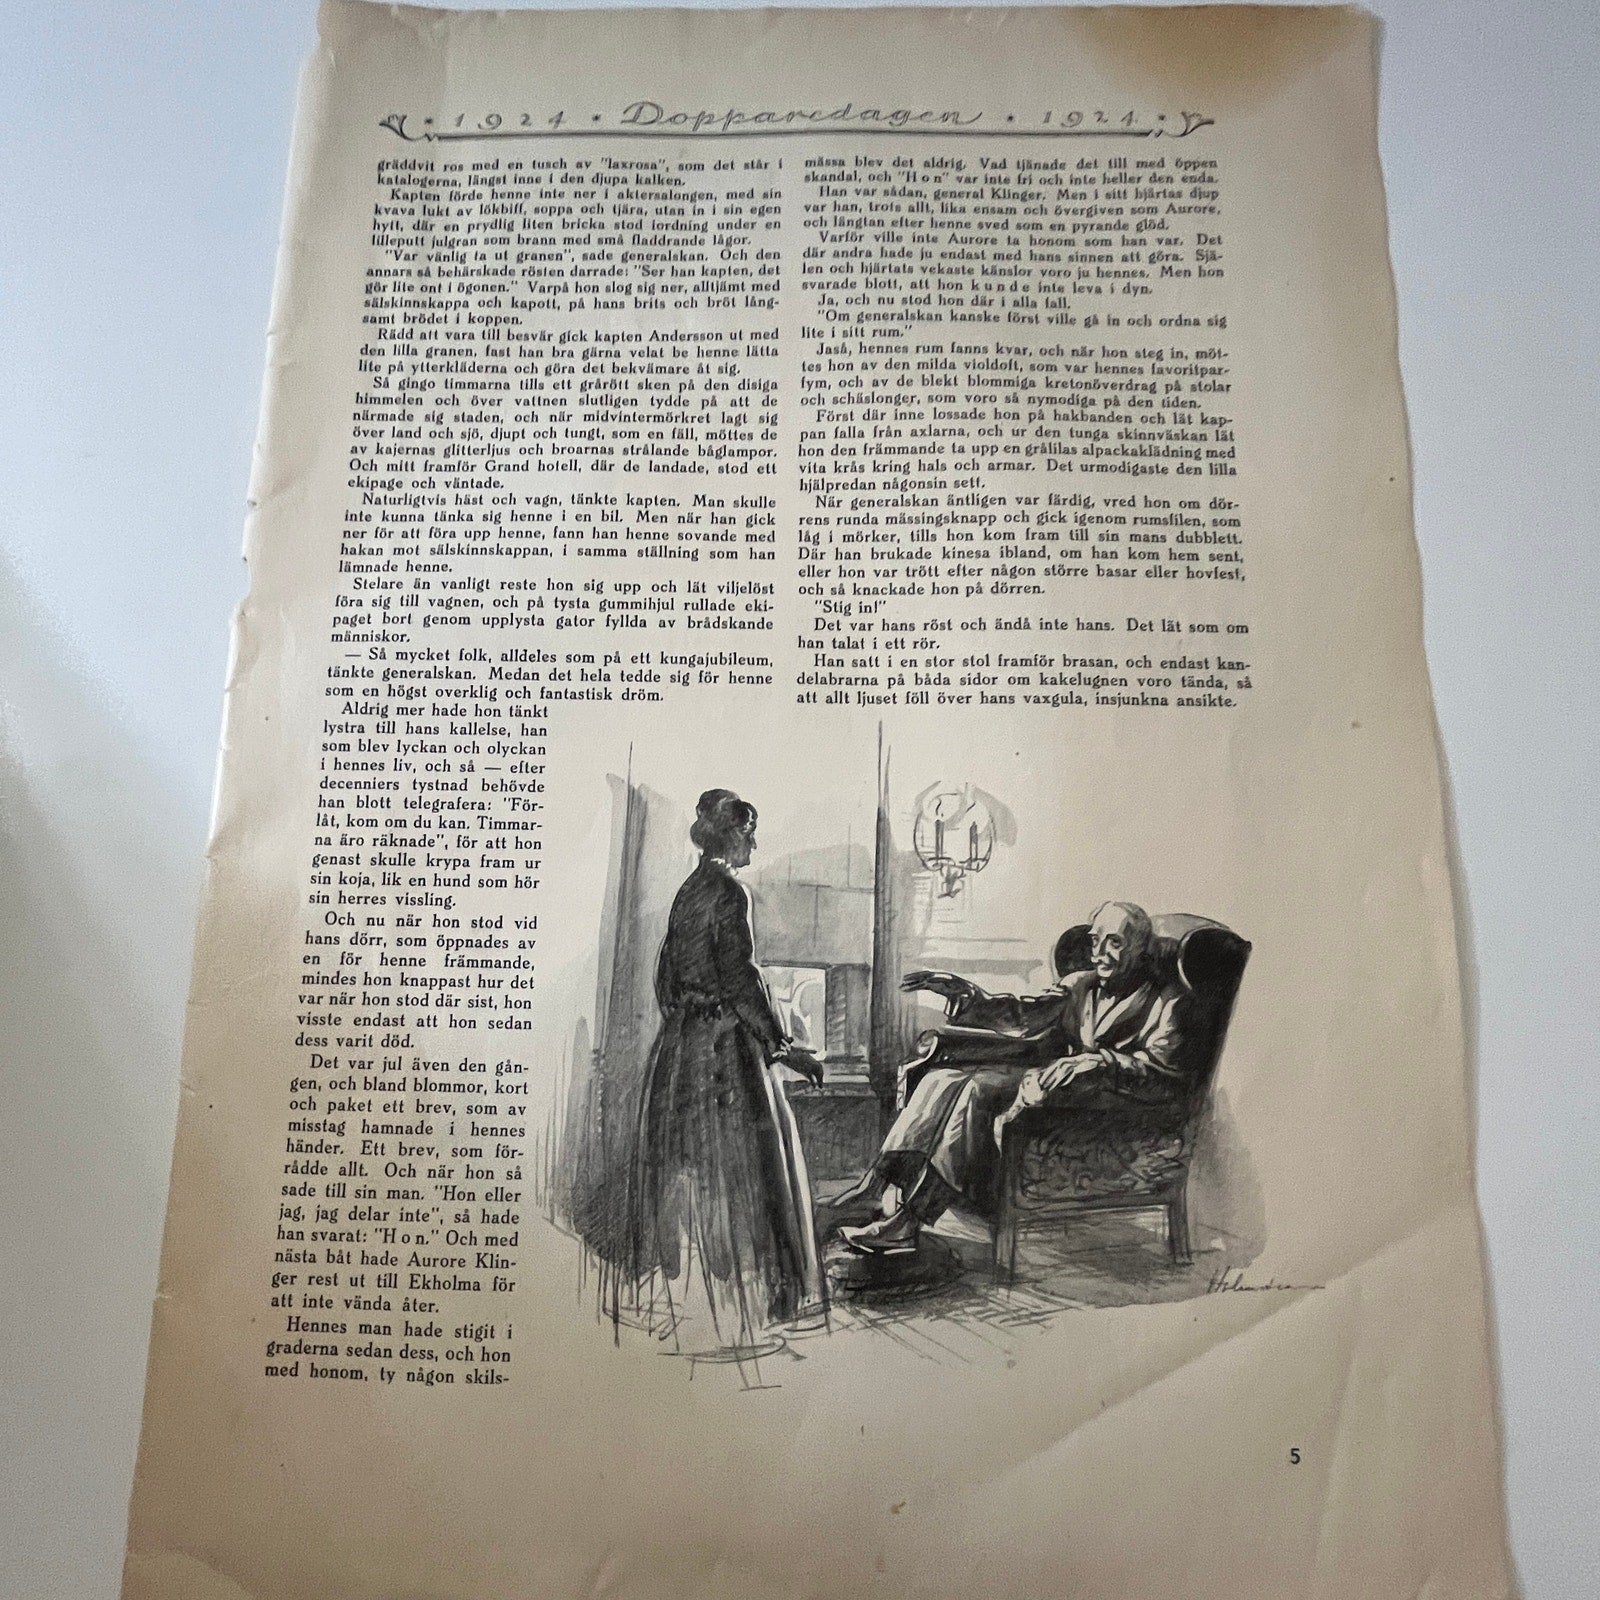 1924 • Dopparedagen • 1924
gräddvit ros med en tusch av "laxrosa", som det står i
katalogerna, längst inne i den djupa kalken.
Kapten förde henne inte ner i aktersalongen, med sin
kvava lukt av lökbiff, soppa och tjära, utan in i sin egen
hytt, där en prydlig liten bricka stod iordning under en
lilleputt julgran som brann med små fladdrande lågor.
"Var vänlig ta ut granen", sade generalskan. Och den
annars så behärskade rösten darrade: "Ser han kapten, det
gör lite ont i ögonen." Varpå hon slog sig ner, alltjämt med
sälskinnskappa och kapott, på hans brits och bröt lång-
samt brödet i koppen.
Rädd att vara till besvär gick kapten Andersson ut med
den lilla granen, fast han bra gärna velat be henne lätta
lite på ytterkläderna och göra det bekvämare åt sig.
Så gingo timmarna tills ett grårött sken på den disiga
himmelen och över vattnen slutligen tydde på att de
närmade sig staden, och när midvintermörkret lagt sig
över land och sjö, djupt och tungt, som en fäll, möttes de
av kajernas glitterljus och broarnas strålande båglampor.
Och mitt framför Grand hotell, där de landade, stod ett
ekipage och väntade.
Naturligtvis häst och vagn, tänkte kapten. Man skulle
inte kunna tänka sig henne i en bil. Men när han gick
ner för att föra upp henne, fann han henne sovande med
hakan mot sälskinnskappan, i samma ställning som han
lämnade henne.
Stelare än vanligt reste hon sig upp och lät viljelöst
föra sig till vagnen, och på tysta gummihjul rullade eki-
paget bort genom upplysta gator fyllda av brådskande
människor.
— Så mycket folk, alldeles som på ett kungajubileum,
tänkte generalskan. Medan det hela tedde sig för henne
som en högst overklig och fantastisk dröm.
Aldrig mer hade hon tänkt
lystra till hans kallelse, han
som blev lyckan och olyckan
i hennes liv, och så — efter
decenniers tystnad behövde
han blott telegrafera: "För-
låt, kom om du kan. Timmar-
na äro räknade", för att hon
genast skulle krypa fram ur
sin koja, lik en hund som hör
sin herres vissling.
Och nu när hon stod vid
hans dörr, som öppnades av
en för henne främmande,
mindes hon knappast hur det
var när hon stod där sist, hon
visste endast att hon sedan
dess varit död.
Det var jul även den gån-
gen, och bland blommor, kort
och paket ett brev, som av
misstag hamnade i hennes
händer. Ett brev, som för-
rådde allt. Och när hon så
sade till sin man. "Hon eller
jag, jag delar inte", så hade
han svarat: "H o n." Och med
nästa båt hade Aurore Klin-
ger rest ut till Ekholma för
att inte vända åter.
Hennes man hade stigit i
graderna sedan dess, och hon
med honom, ty någon skils-
mässa blev det aldrig. Vad tjänade det till med öppen
skandal, och "H o n" var inte fri och inte heller den enda.
Han var sådan, general Klinger. Men i sitt hjärtas djup
var han, trots allt, lika ensam och övergiven som Aurore,
och längtan efter henne sved som en pyrande glöd.
Varför ville inte Aurore ta honom som han var. Det
där andra hade ju endast med hans sinnen att göra. Sjä-
len och hjärtats vekaste känslor voro ju hennes. Men hon
svarade blott, att hon k u n d e inte leva i dyn.
Ja, och nu stod hon där i alla fall.
"Om generalskan kanske först ville gå in och ordna sig
lite i sitt rum."
Jaså, hennes rum fanns kvar, och när hon steg in, möt-
tes hon av den milda violdoft, som var hennes favoritpar-
fym, och av de blekt blommiga kretonöverdrag på stolar
och schäslonger, som voro så nymodiga på den tiden.
Först där inne lossade hon på hakbanden och lät kap-
pan falla från axlarna, och ur den tunga skinnväskan lät
hon den främmande ta upp en grålilas alpackaklädning med
vita krås kring hals och armar. Det urmodigaste den lilla
hjälpredan någonsin sett.
När generalskan äntligen var färdig, vred hon om dör-
rens runda mässingsknapp och gick igenom rumsfilen, som
låg i mörker, tills hon kom fram till sin mans dubblett.
Där han brukade kinesa ibland, om han kom hem sent,
eller hon var trött efter någon större basar eller hovfest,
och så knackade hon på dörren.
"Stig in!"
Det var hans röst och ändå inte hans. Det lät som om
han talat i ett rör.
Han satt i en stor stol framför brasan, och endast kan-
delabrarna på båda sidor om kakelugnen voro tända, så
att allt ljuset föll över hans vaxgula, insjunkna ansikte.
5